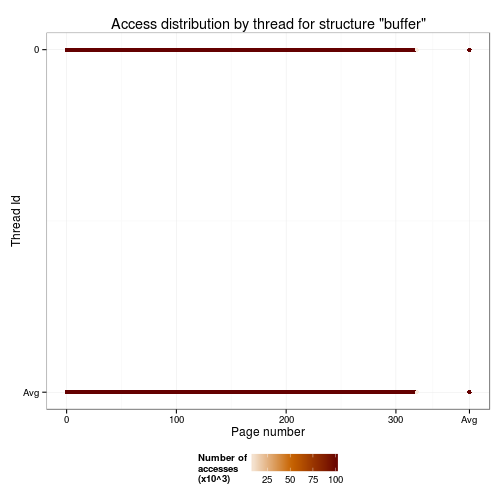 Access distribution by thread for structure "buffer"
0
Thread Id
Avg
0 100 200 300 Avg
Page number
Number of
accesses
(x10^3)
25 50 75 100